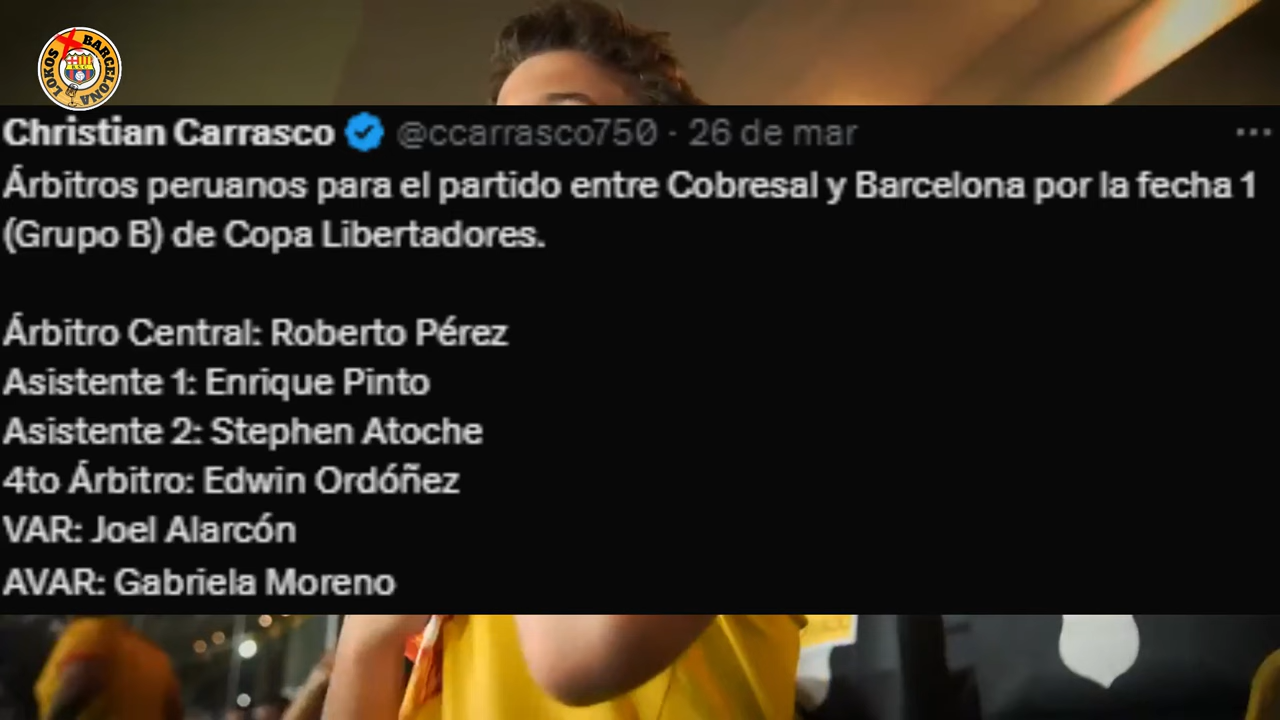 LOKOS X BARCELONA
Christian Carrasco @ccarrasco750 · 26 de mar
Árbitros peruanos para el partido entre Cobresal y Barcelona por la fecha 1
(Grupo B) de Copa Libertadores.
Árbitro Central: Roberto Pérez
Asistente 1: Enrique Pinto
Asistente 2: Stephen Atoche
4to Árbitro: Edwin Ordóñez
VAR: Joel Alarcón
AVAR: Gabriela Moreno